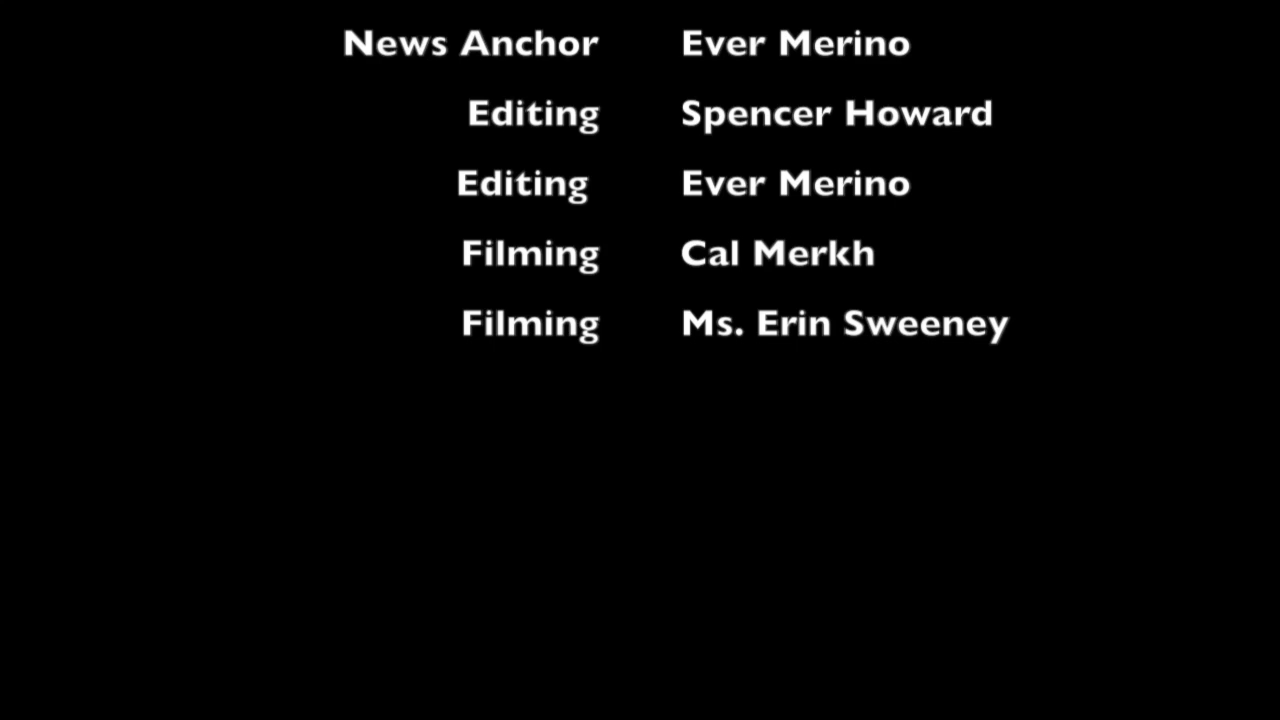 News Anchor Ever Merino
Editing Spencer Howard
Editing Ever Merino
Filming Cal Merkh
Filming Ms. Erin Sweeney